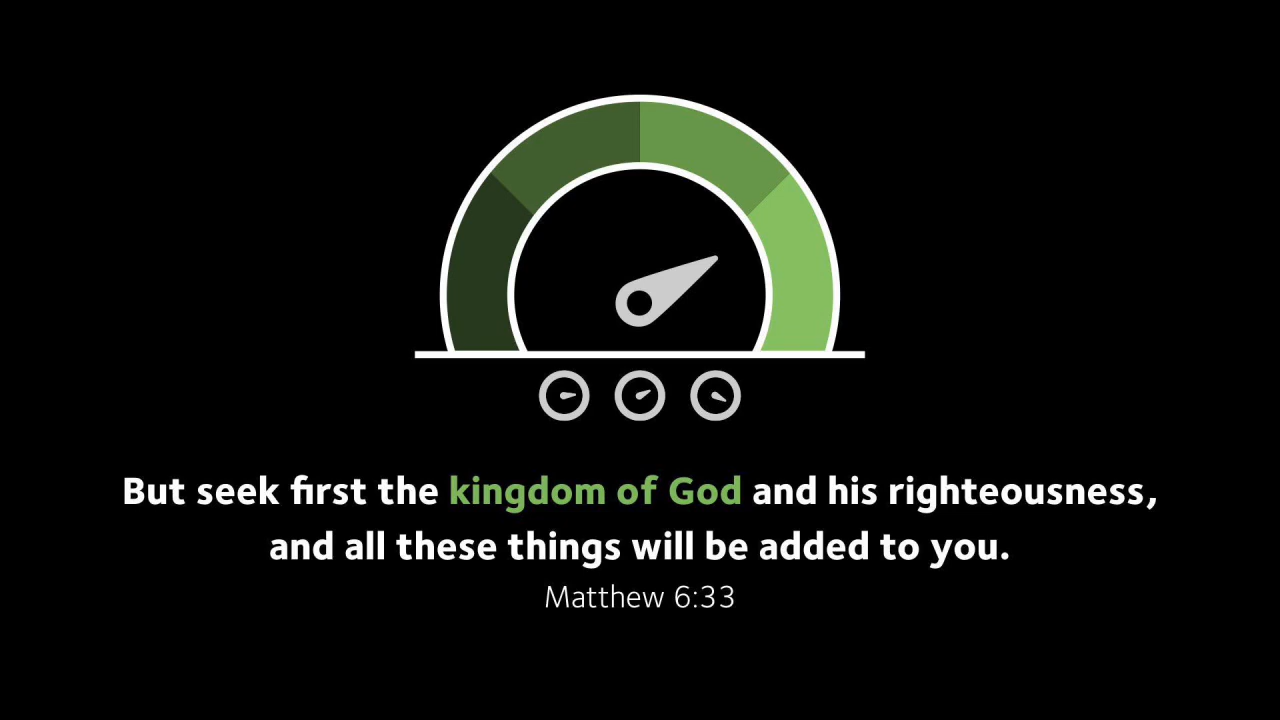 But seek first the kingdom of God and his righteousness,
and all these things will be added to you.
Matthew 6:33